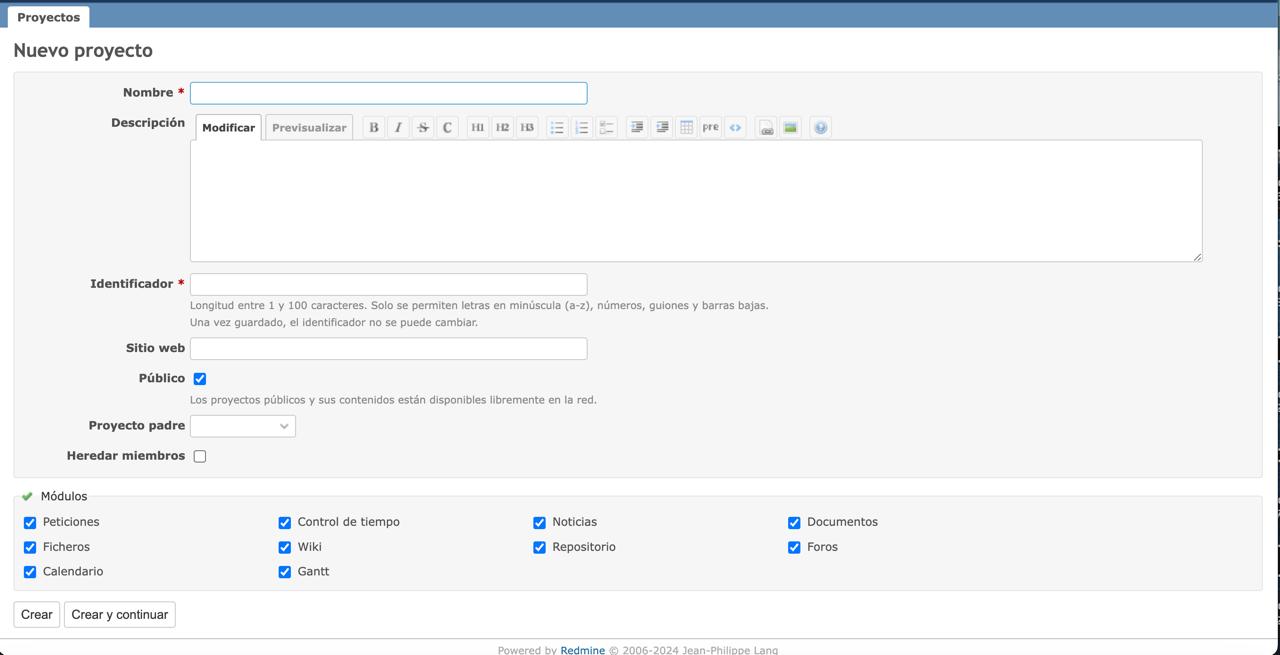 Proyectos
Nuevo proyecto
Nombre *
Descripción Modificar Previsualizar B I S C H1 H2 H3 pre <>
Identificador *
Longitud entre 1 y 100 caracteres. Solo se permiten letras en minúscula (a-z), números, guiones y barras bajas.
Una vez guardado, el identificador no se puede cambiar.
Sitio web
Público
Los proyectos públicos y sus contenidos están disponibles libremente en la red.
Proyecto padre
Heredar miembros
Módulos
Peticiones Control de tiempo Noticias Documentos
Ficheros Wiki Repositorio Foros
Calendario Gantt
Crear Crear y continuar
Powered by Redmine © 2006-2024 Jean-Philippe Lang